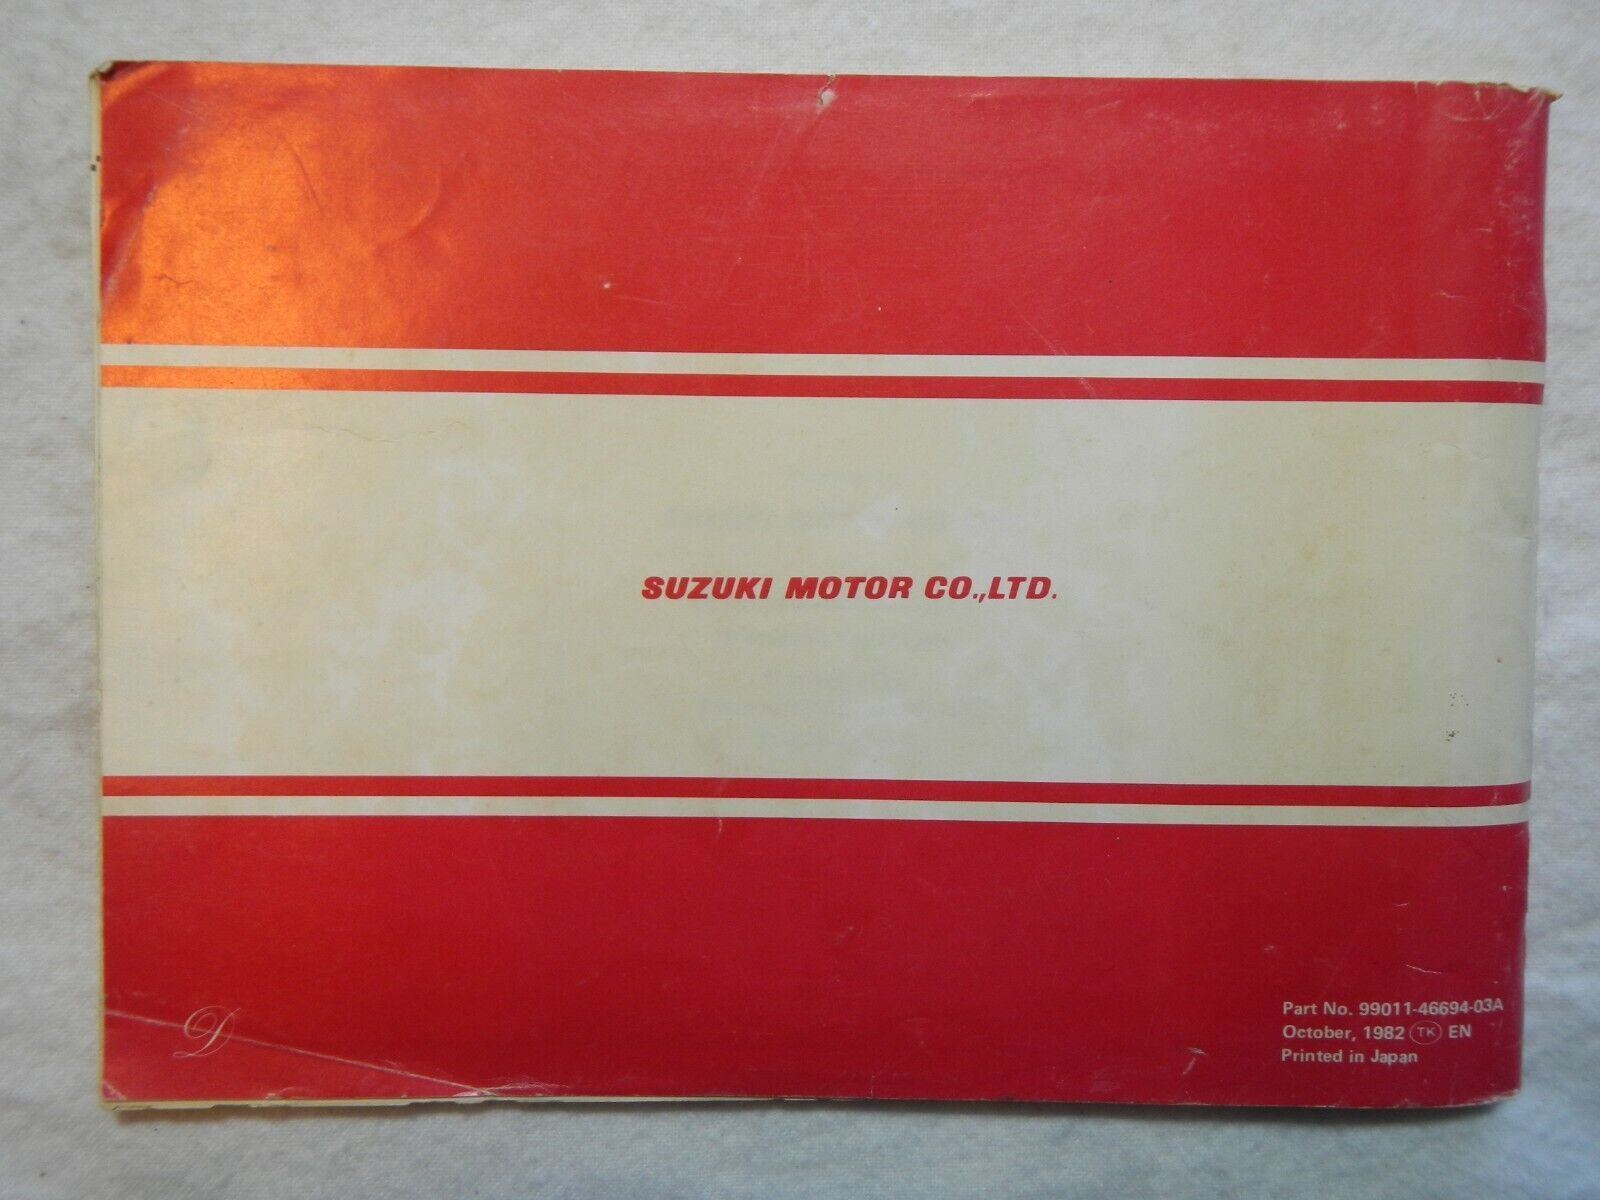 SUZUKI MOTOR CO.,LTD.
D
Part No. 99011-46694-03A
October, 1982 TK EN
Printed in Japan